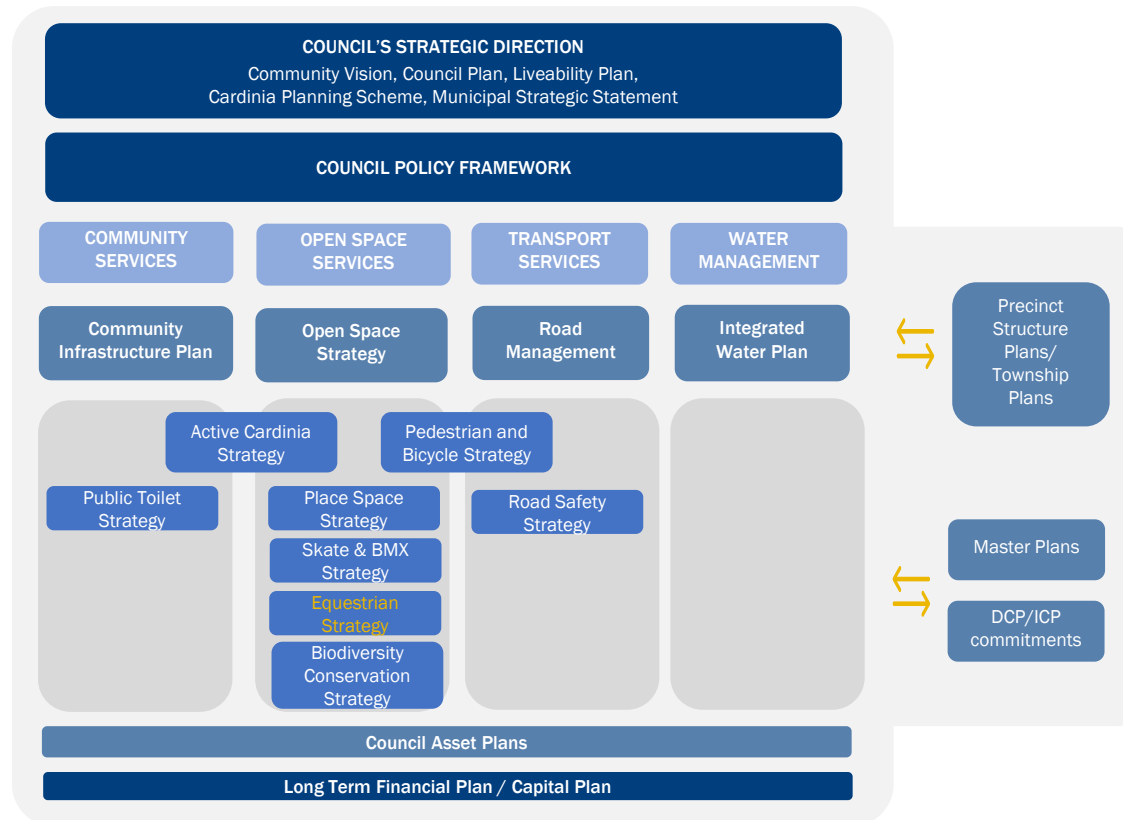 COUNCIL'S STRATEGIC DIRECTION
Community Vision, Council Plan, Liveability Plan,
Cardinia Planning Scheme, Municipal Strategic Statement
COUNCIL POLICY FRAMEWORK
COMMUNITY
SERVICES
OPEN SPACE
SERVICES
TRANSPORT
SERVICES
WATER
MANAGEMENT
Community
Infrastructure Plan
Open Space
Strategy
Road
Management
Integrated
Water Plan
Precinct
Structure
Plans/
Township
Plans
Active Cardinia
Strategy
Pedestrian and
Bicycle Strategy
Public Toilet
Strategy
Place Space
Strategy
Road Safety
Strategy
Skate & BMX
Strategy
Equestrian
Strategy
Biodiversity
Conservation
Strategy
Master Plans
DCP/ICP
commitments
Council Asset Plans
Long Term Financial Plan / Capital Plan